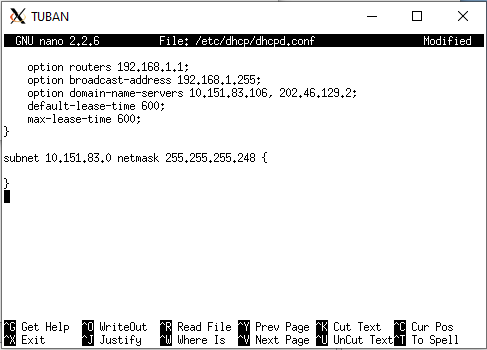 TUBAN
GNU nano 2.2.6 File: /etc/dhcp/dhcpd.conf Modified
option routers 192.168.1.1;
option broadcast-address 192.168.1.255;
option domain-name-servers 10.151.83.106, 202.46.129.2;
default-lease-time 600;
max-lease-time 600;
}
subnet 10.151.83.0 netmask 255.255.255.248 {
}
^G Get Help ^O WriteOut ^R Read File ^Y Prev Page ^K Cut Text ^C Cur Pos
^X Exit ^J Justify ^W Where Is ^V Next Page ^U UnCut Text ^T To Spell